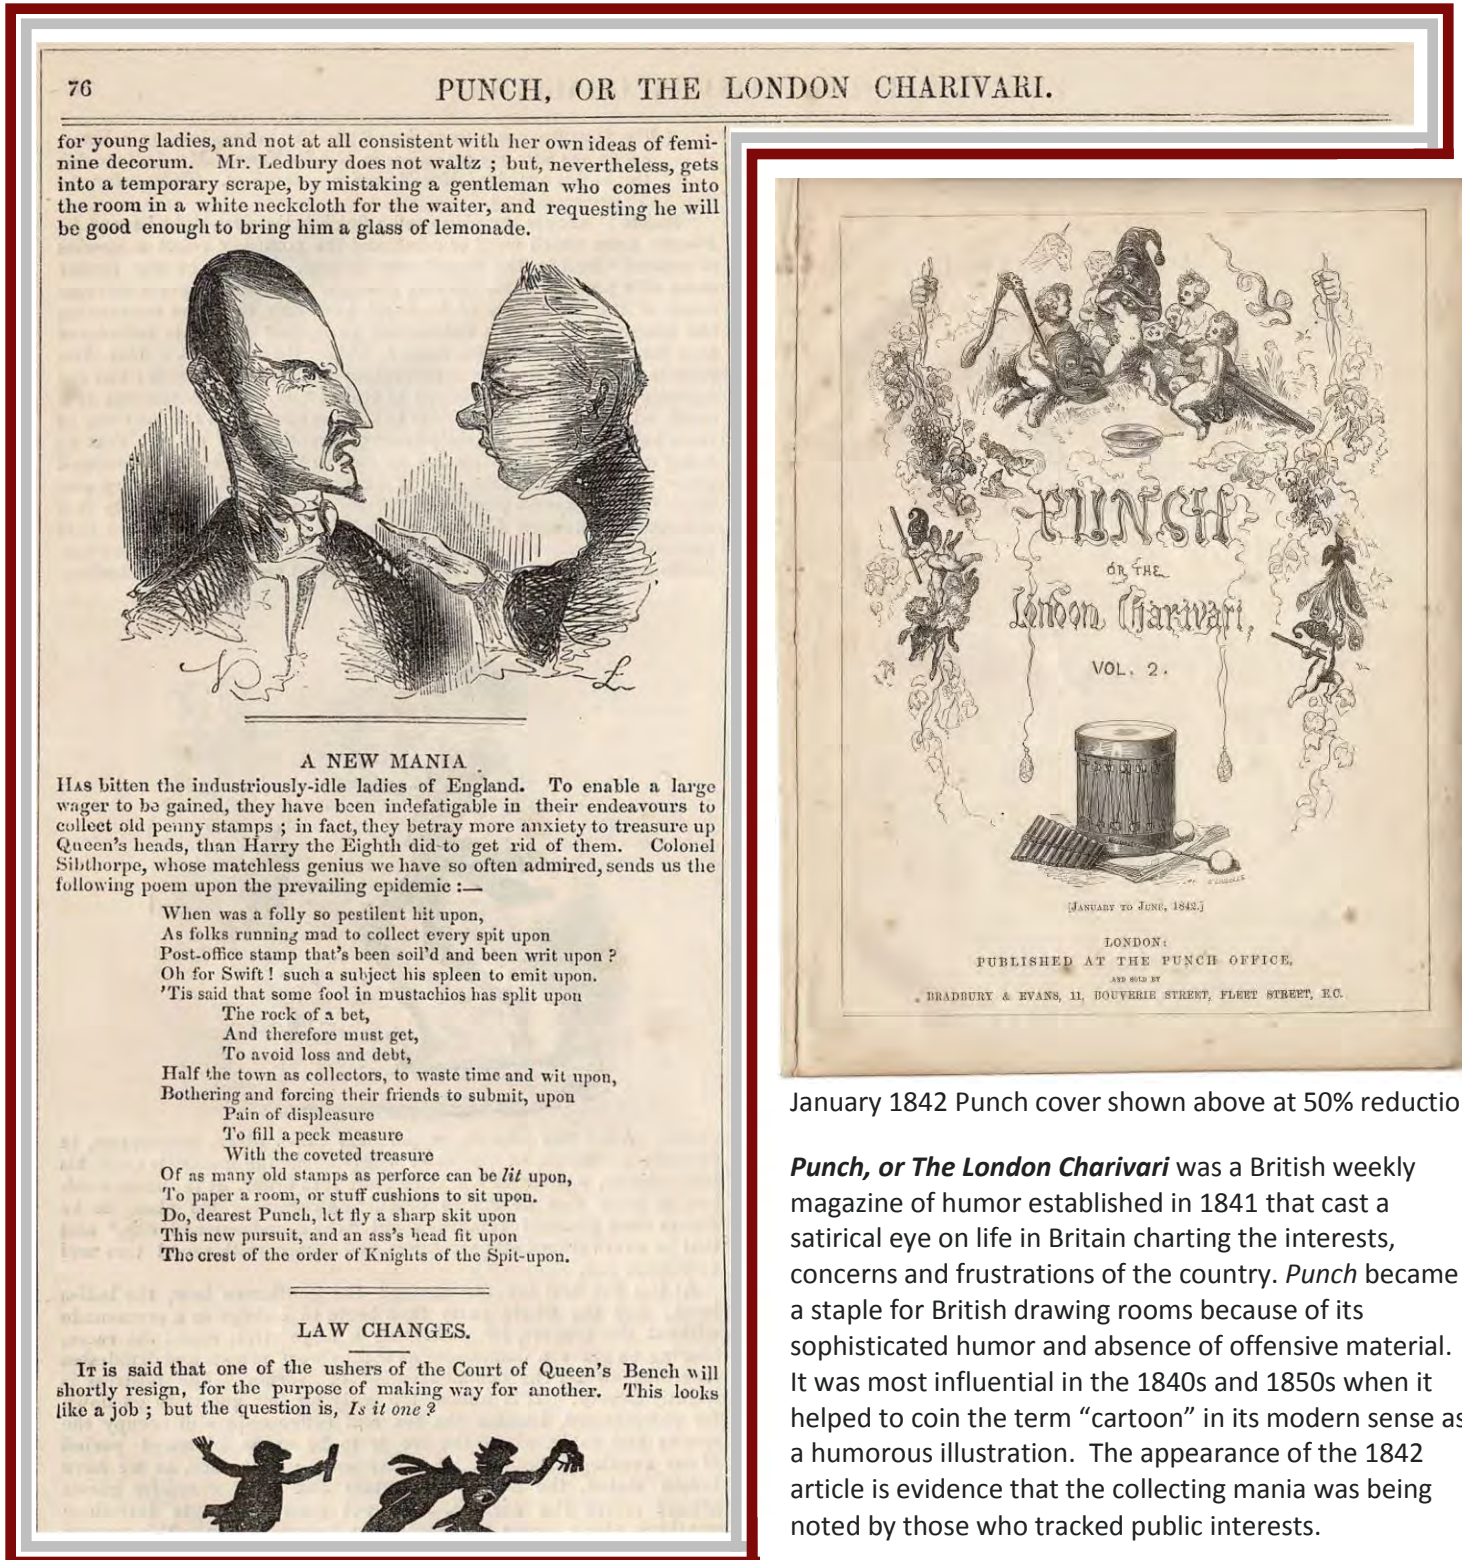 76
PUNCH, OR THE LONDON CHARIVARI.
for young ladies, and not at all consistent with her own ideas of femi-
nine decorum. Mr. Ledbury does not waltz ; but, nevertheless, gets
into a temporary scrape, by mistaking a gentleman who comes into
the room in a white neckcloth for the waiter, and requesting he will
be good enough to bring him a glass of lemonade.
L
A NEW MANIA
HAS bitten the industriously-idle ladies of England. To enable a large
wager to be gained, they have been indefatigable in their endeavours to
collect old penny stamps ; in fact, they betray more anxiety to treasure up
Queen's heads, than Harry the Eighth did to get rid of them. Colonel
Sibthorpe, whose matchless genius we have so often admired, sends us the
following poem upon the prevailing epidemic :—
When was a folly so pestilent hit upon,
As folks running mad to collect every spit upon
Post-office stamp that's been soil'd and been writ upon ?
Oh for Swift ! such a subject his spleen to emit upon.
'Tis said that some fool in mustachios has split upon
The rock of a bet,
And therefore must get,
To avoid loss and debt,
Half the town as collectors, to waste time and wit upon,
Bothering and forcing their friends to submit, upon
Pain of displeasure
To fill a peck measure
With the coveted treasure
Of as many old stamps as perforce can be lit upon,
To paper a room, or stuff cushions to sit upon.
Do, dearest Punch, let fly a sharp skit upon
This new pursuit, and an ass's head fit upon
The crest of the order of Knights of the Spit-upon.
LAW CHANGES.
IT is said that one of the ushers of the Court of Queen's Bench will
shortly resign, for the purpose of making way for another. This looks
like a job ; but the question is, Is it one ?
PUNCH
OR THE
London Charivari,
VOL. 2.
[JANUARY TO JUNE, 1842.]
LONDON:
PUBLISHED AT THE PUNCH OFFICE,
AND SOLD BY
BRADBURY & EVANS, 11, BOUVERIE STREET, FLEET STREET, E.C.
January 1842 Punch cover shown above at 50% reductio
Punch, or The London Charivari was a British weekly
magazine of humor established in 1841 that cast a
satirical eye on life in Britain charting the interests,
concerns and frustrations of the country. Punch became
a staple for British drawing rooms because of its
sophisticated humor and absence of offensive material.
It was most influential in the 1840s and 1850s when it
helped to coin the term “cartoon” in its modern sense as
a humorous illustration. The appearance of the 1842
article is evidence that the collecting mania was being
noted by those who tracked public interests.